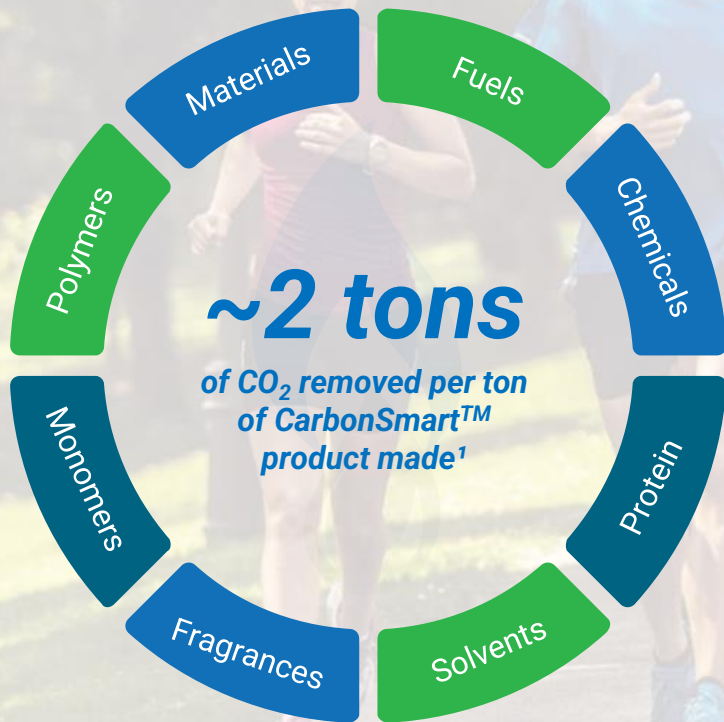 Materials
Fuels
Chemicals
Protein
Solvents
Fragrances
Monomers
Polymers
~2 tons
of CO₂ removed per ton
of CarbonSmart™
product made¹